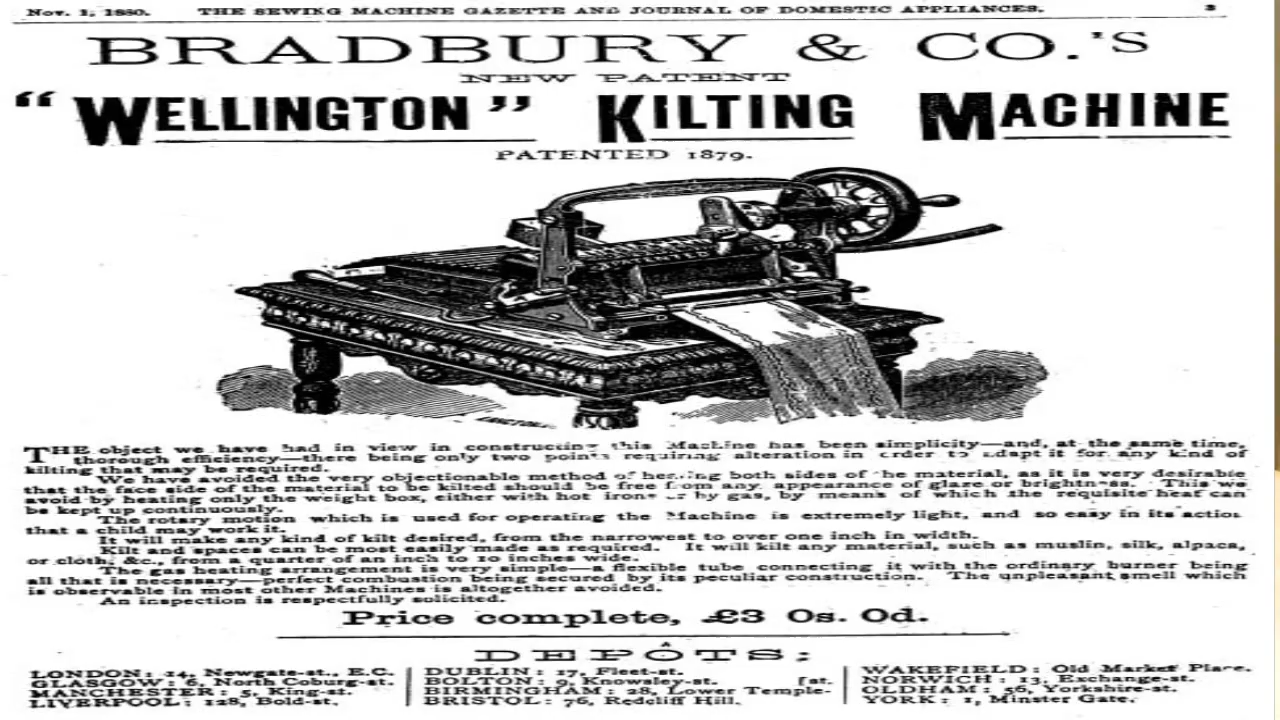 Nov. 1, 1880. THE SEWING MACHINE GAZETTE AND JOURNAL OF DOMESTIC APPLIANCES. 3
BRADBURY & CO.'S
NEW PATENT
"WELLINGTON" KILTING MACHINE
PATENTED 1879.
THE object we have had in view in constructing this Machine has been simplicity—and, at the same time,
thorough efficiency—there being only two points requiring alteration in order to adapt it for any kind of
kilting that may be required.
We have avoided the very objectionable method of heating both sides of the material, as it is very desirable
that the face side of the material to be kilted should be free from any appearance of glare or brightness. This we
avoid by heating only the weight box, either with hot irons or by gas, by means of which the requisite heat can
be kept up continuously.
The rotary motion which is used for operating the Machine is extremely light, and so easy in its action
that a child may work it.
It will make any kind of kilt desired, from the narrowest to over one inch in width.
Kilt and spaces can be most easily made as required. It will kilt any material, such as muslin, silk, alpaca,
or cloth, &c., from a quarter of an inch to 10 inches wide.
The gas heating arrangement is very simple—a flexible tube connecting it with the ordinary burner being
all that is necessary—perfect combustion being secured by its peculiar construction. The unpleasant smell which
is observable in most other Machines is altogether avoided.
An inspection is respectfully solicited.
Price complete, £3 0s. 0d.
DEPÔTS:
LONDON: 14, Newgate-st., E.C.
GLASGOW: 6, North Coburg-st.
MANCHESTER: 5, King-st.
LIVERPOOL: 128, Bold-st.
DUBLIN: 17, Fleet-st.
BOLTON: 9, Knowsley-st. [st.
BIRMINGHAM: 28, Lower Temple-
BRISTOL: 76, Redcliff Hill.
WAKEFIELD: Old Market Place.
NORWICH: 13, Exchange-st.
OLDHAM: 56, Yorkshire-st.
YORK: 1, Minster Gate.